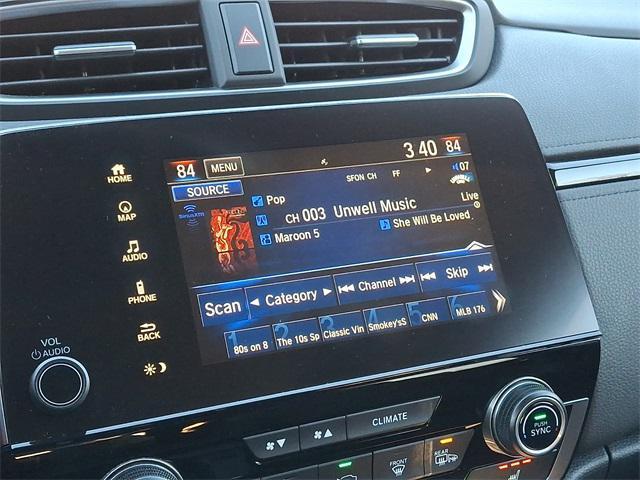 3 40
84 MENU 84
SFON CH FF
07
SOURCE
SiriusXM
Pop
Live
CH 003 Unwell Music
Maroon 5
She Will Be Loved
Scan Category Channel Skip
1 80s on 8
2 The 10s Sp
3 Classic Vin
4 Smokey'sS
5 CNN
6 MLB 176
HOME
MAP
AUDIO
PHONE
BACK
VOL
AUDIO
CLIMATE
FRONT
REAR
PUSH
SYNC